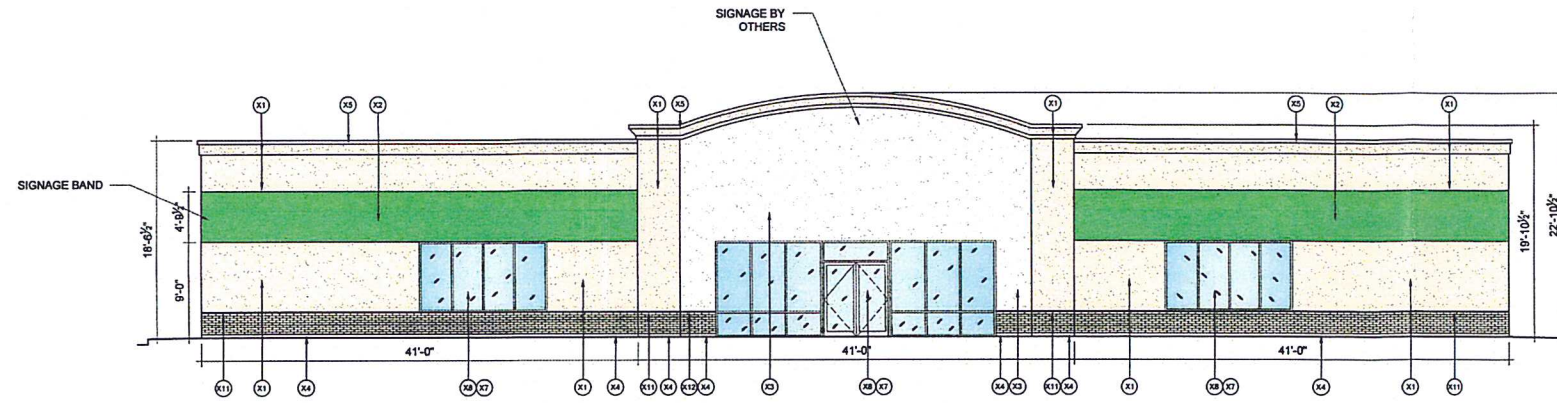 SIGNAGE BY
OTHERS
X1 X5 X2 X1 X5 X1 X5 X2 X1
SIGNAGE BAND
18'-6½"
4'-9½"
9'-0"
19'-10½"
22'-10½"
41'-0" 41'-0" 41'-0"
X11 X1 X4 X8 X7 X1 X4 X11 X4 X12 X4 X3 X8 X7 X4 X3 X11 X4 X1 X8 X7 X4 X1 X11